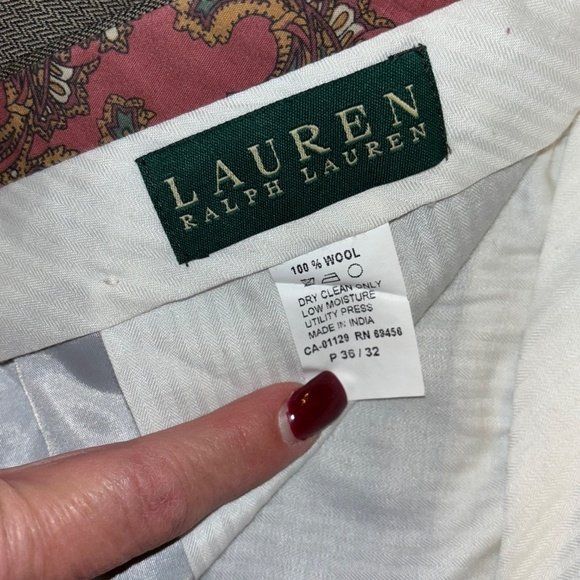 LAUREN
RALPH LAUREN
100 % WOOL
DRY CLEAN ONLY
LOW MOISTURE
UTILITY PRESS
MADE IN INDIA
CA-01129 RN 69456
P 36 / 32